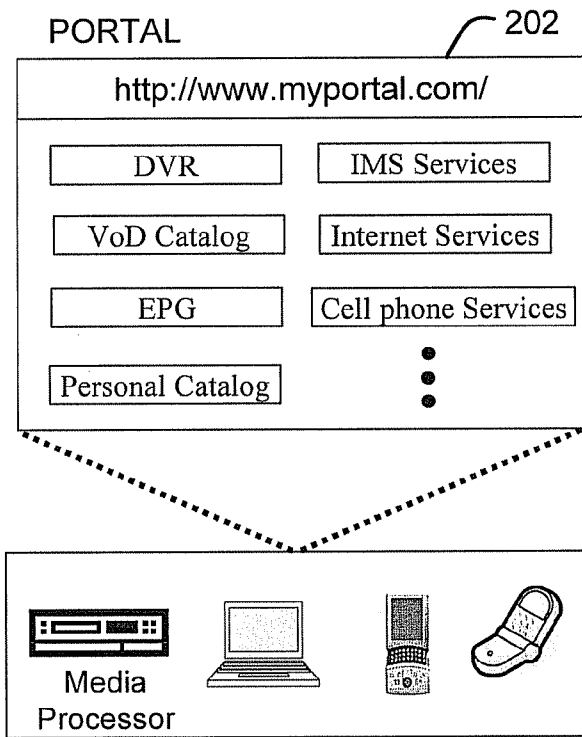 PORTAL
202
http://www.myportal.com/
DVR
IMS Services
VoD Catalog
Internet Services
EPG
Cell phone Services
Personal Catalog
Media
Processor